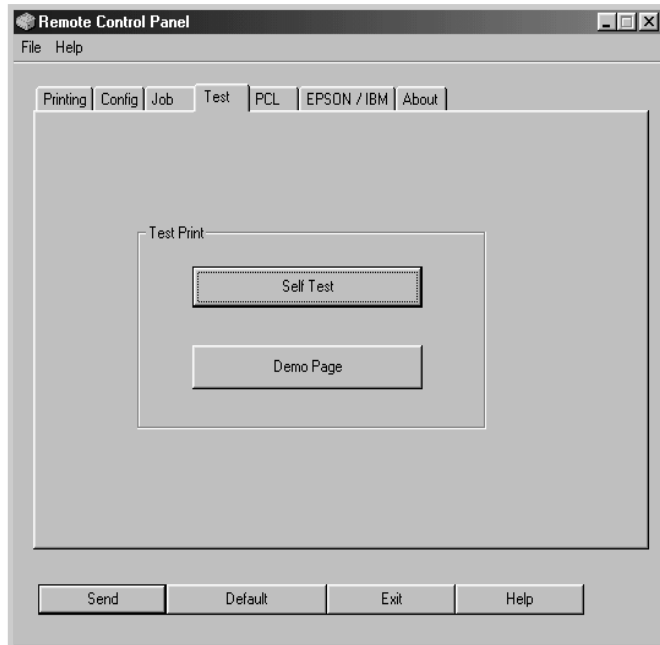 Remote Control Panel
File Help
Printing Config Job Test PCL EPSON / IBM About
Test Print
Self Test
Demo Page
Send Default Exit Help